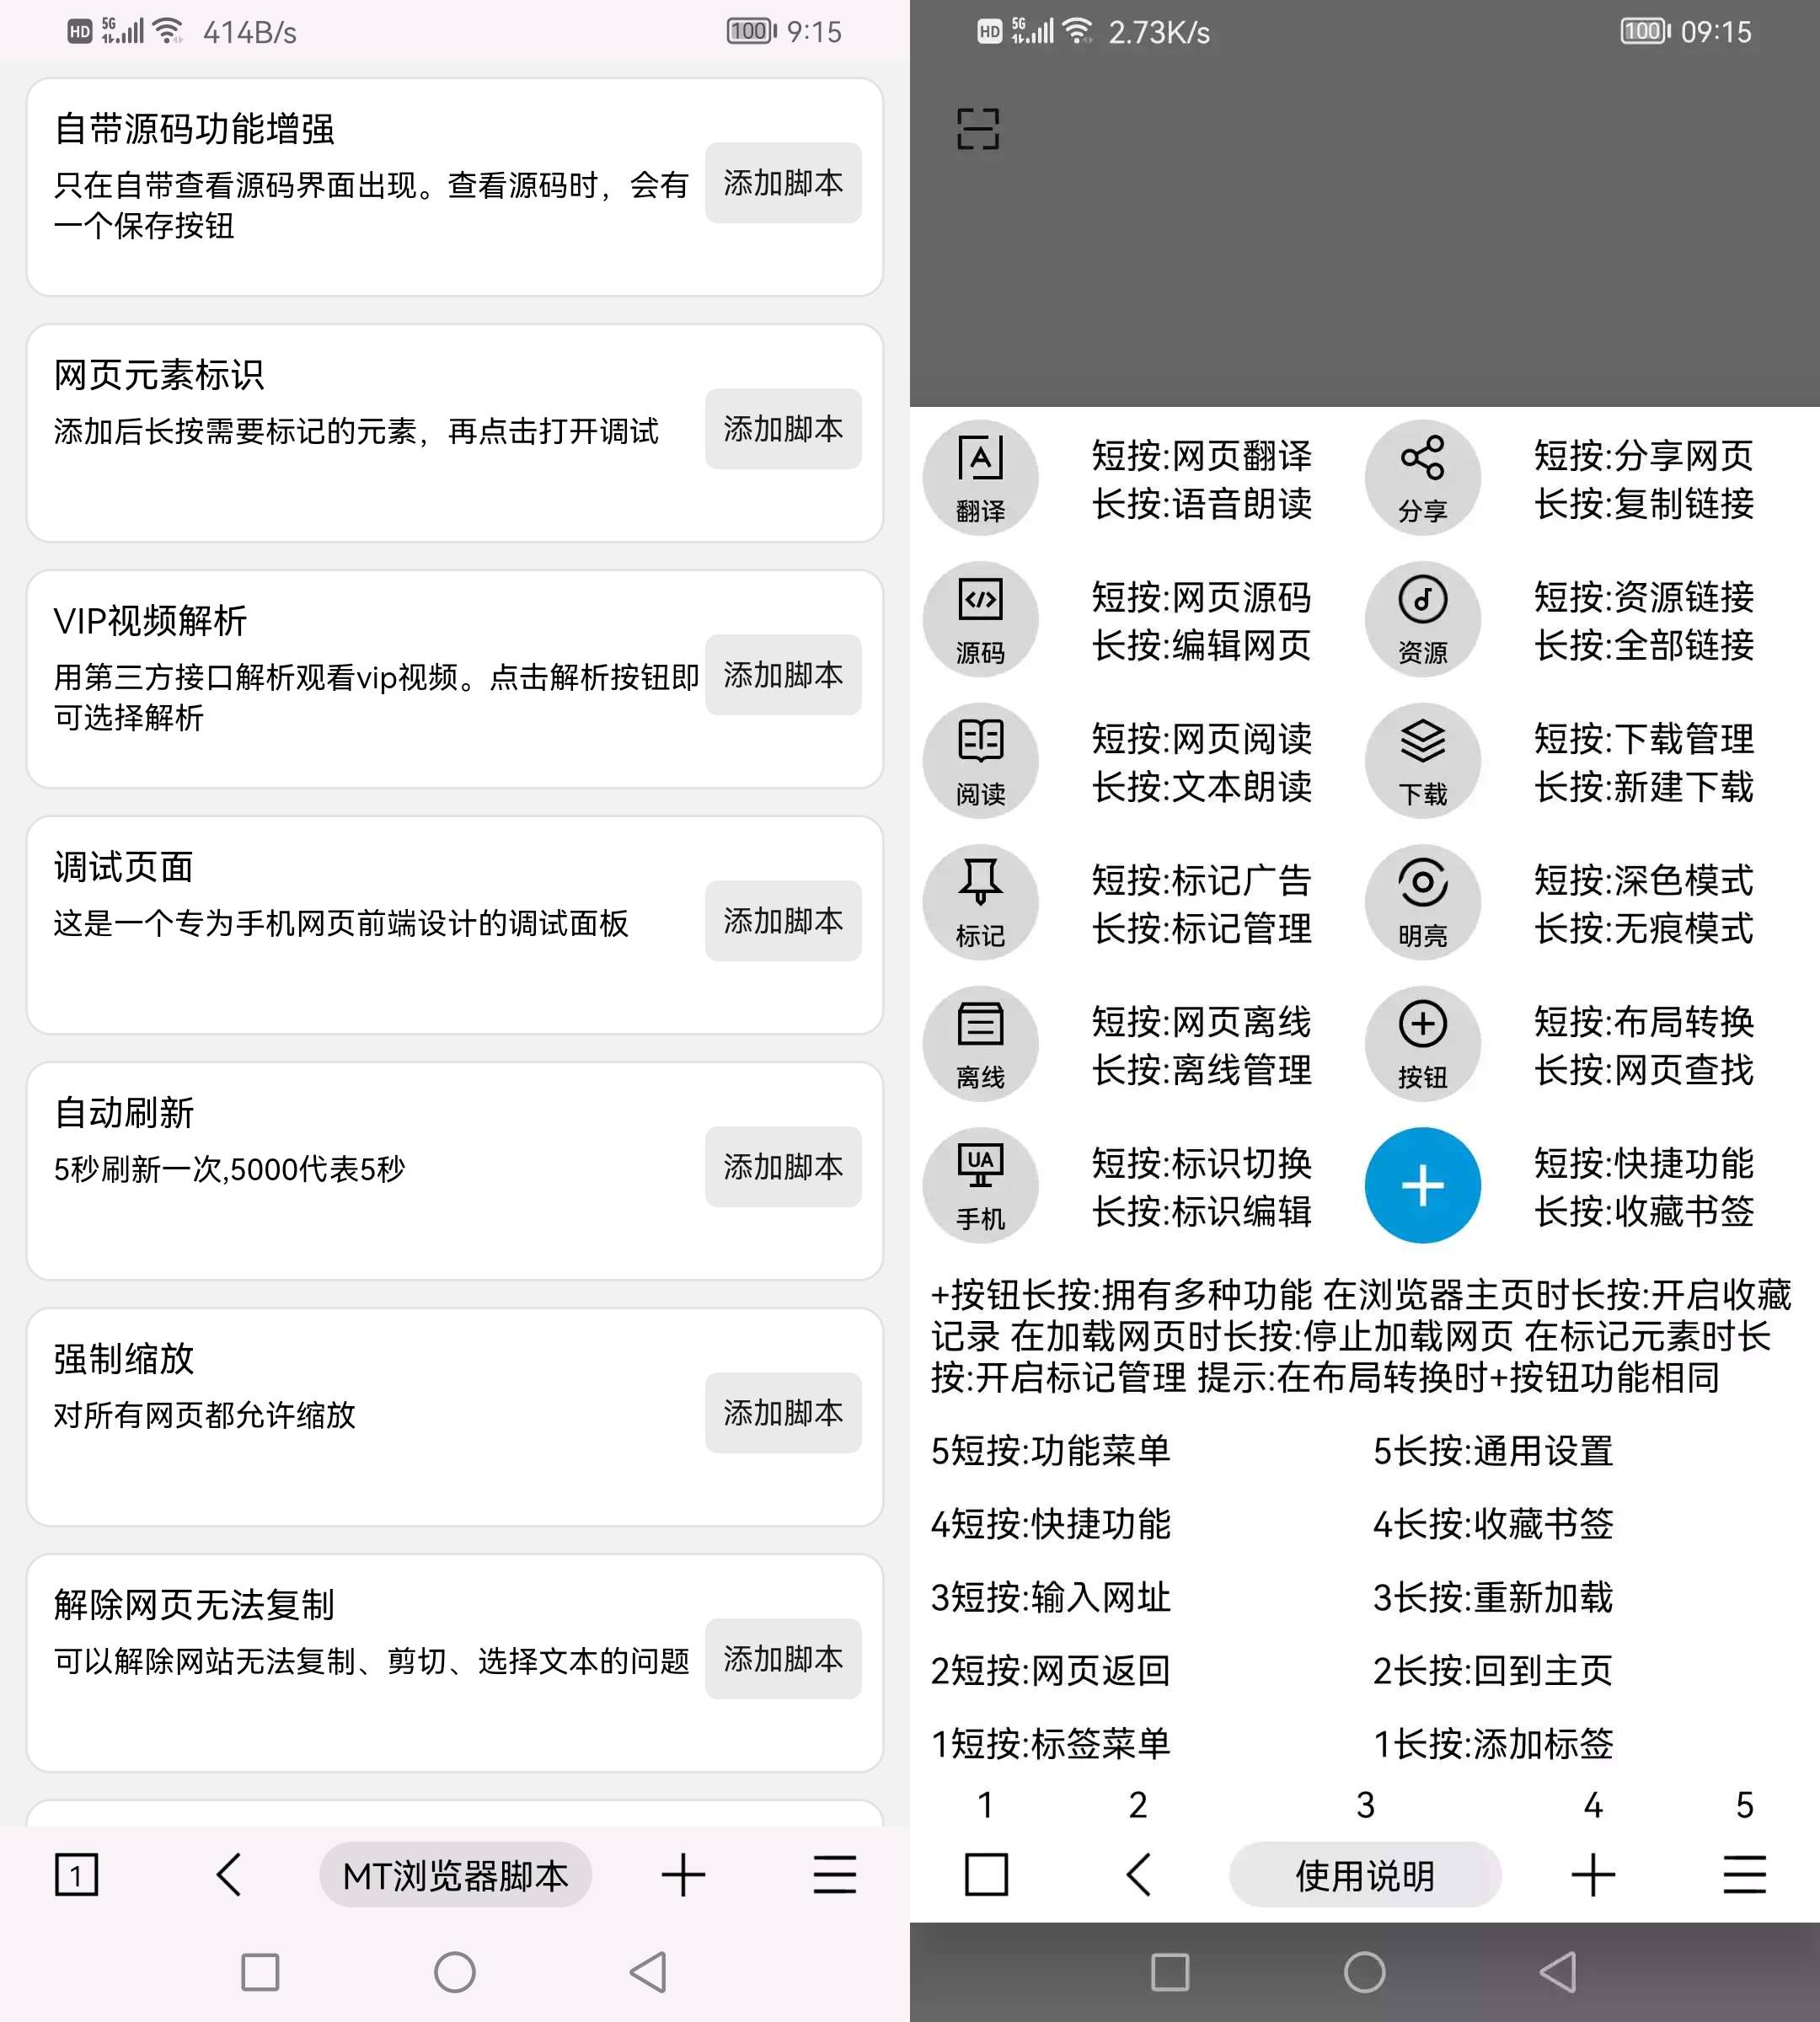 HD 5G 414B/s 100 9:15
自带源码功能增强
只在自带查看源码界面出现。查看源码时，会有
一个保存按钮
添加脚本
网页元素标识
添加后长按需要标记的元素，再点击打开调试
添加脚本
VIP视频解析
用第三方接口解析观看vip视频。点击解析按钮即
可选择解析
添加脚本
调试页面
这是一个专为手机网页前端设计的调试面板
添加脚本
自动刷新
5秒刷新一次,5000代表5秒
添加脚本
强制缩放
对所有网页都允许缩放
添加脚本
解除网页无法复制
可以解除网站无法复制、剪切、选择文本的问题
添加脚本
1
MT浏览器脚本
HD 5G 2.73K/s 100 09:15
A
翻译
短按:网页翻译
长按:语音朗读
分享
短按:分享网页
长按:复制链接
源码
短按:网页源码
长按:编辑网页
资源
短按:资源链接
长按:全部链接
阅读
短按:网页阅读
长按:文本朗读
下载
短按:下载管理
长按:新建下载
标记
短按:标记广告
长按:标记管理
明亮
短按:深色模式
长按:无痕模式
离线
短按:网页离线
长按:离线管理
按钮
短按:布局转换
长按:网页查找
UA
手机
短按:标识切换
长按:标识编辑
短按:快捷功能
长按:收藏书签
+按钮长按:拥有多种功能 在浏览器主页时长按:开启收藏
记录 在加载网页时长按:停止加载网页 在标记元素时长
按:开启标记管理 提示:在布局转换时+按钮功能相同
5短按:功能菜单 5长按:通用设置
4短按:快捷功能 4长按:收藏书签
3短按:输入网址 3长按:重新加载
2短按:网页返回 2长按:回到主页
1短按:标签菜单 1长按:添加标签
1 2 3 4 5
使用说明